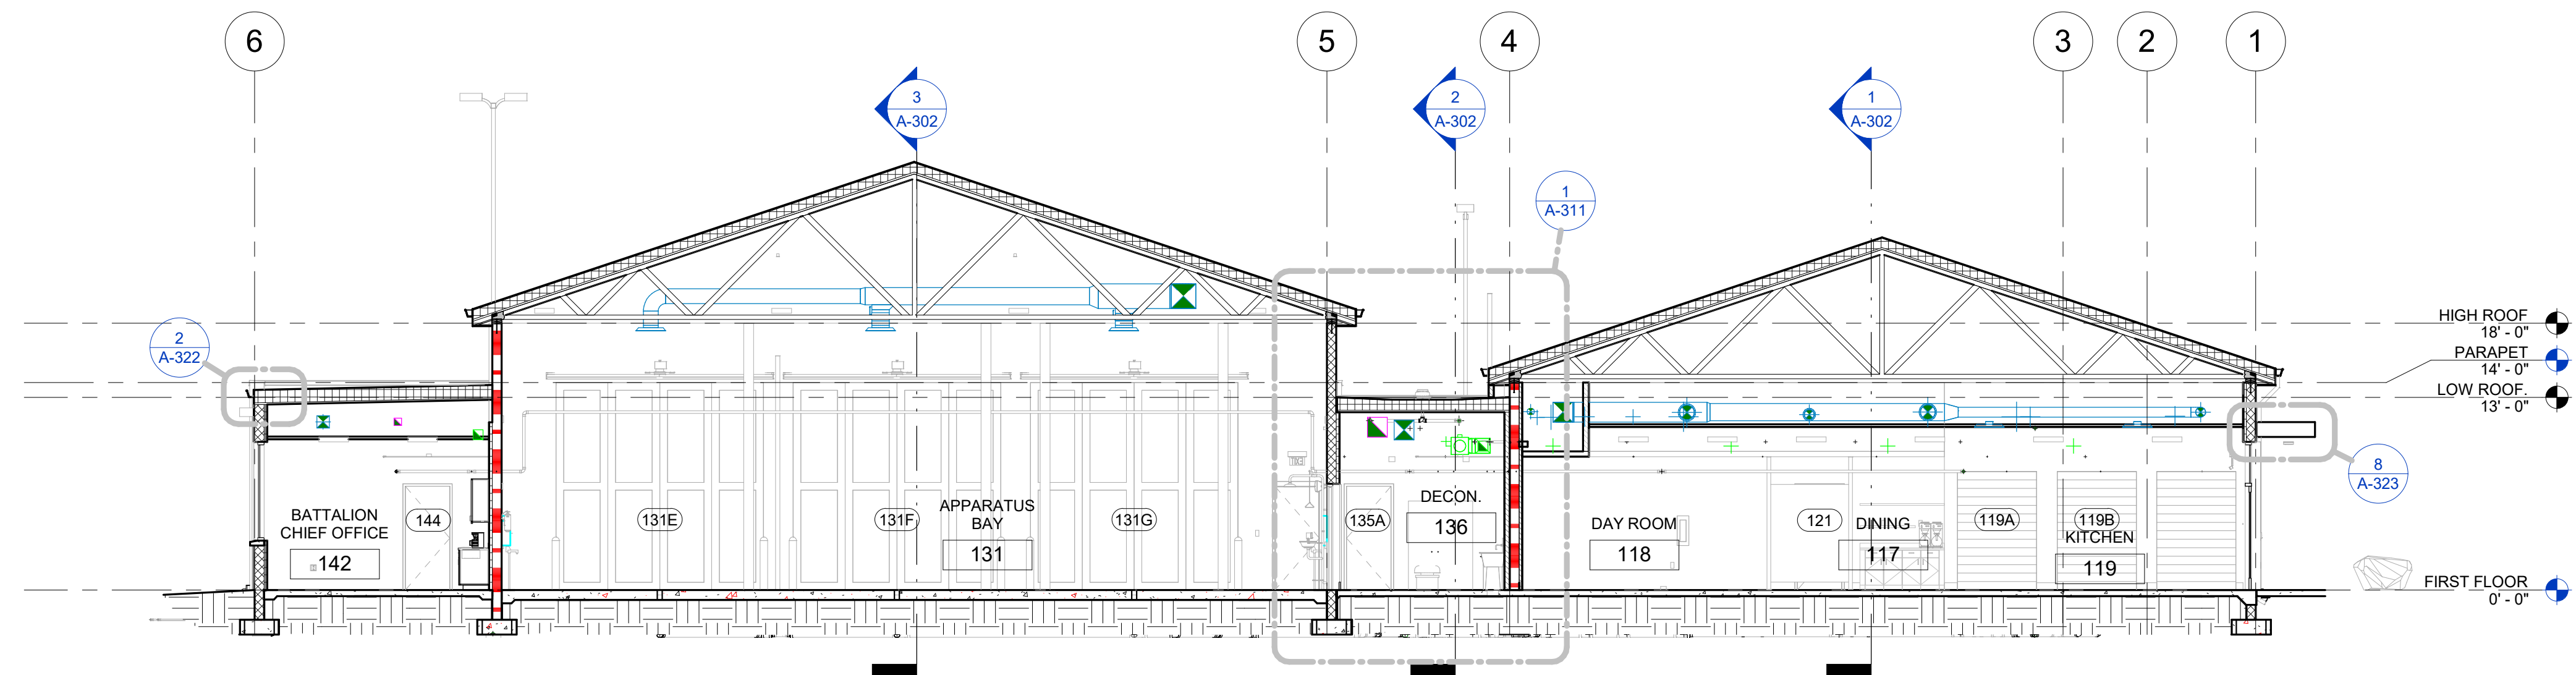 6
5
4
3
2
1
3
A-302
2
A-302
1
A-302
1
A-311
2
A-322
HIGH ROOF
18' - 0"
PARAPET
14' - 0"
LOW ROOF.
13' - 0"
8
A-323
BATTALION
CHIEF OFFICE
142
144
131E
131F
APPARATUS
BAY
131
131G
135A
DECON.
136
DAY ROOM
118
121
DINING
117
119A
119B
KITCHEN
119
FIRST FLOOR
0' - 0"